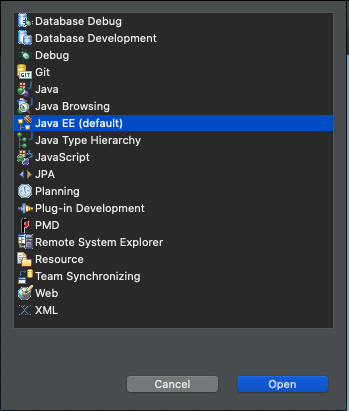 Database Debug
Database Development
Debug
Git
Java
Java Browsing
Java EE (default)
Java Type Hierarchy
JavaScript
JPA
Planning
Plug-in Development
PMD
Remote System Explorer
Resource
Team Synchronizing
Web
XML
Cancel Open